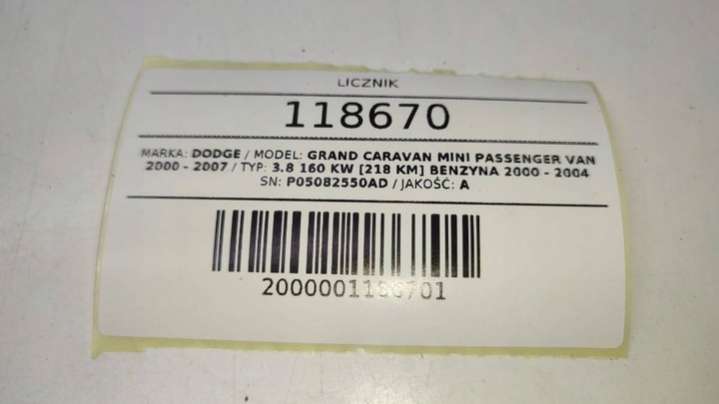 LICZNIK
118670
MARKA: DODGE / MODEL: GRAND CARAVAN MINI PASSENGER VAN
2000 - 2007 / TYP: 3.8 160 KW [218 KM] BENZYNA 2000 - 2004
SN: P05082550AD / JAKOŚĆ: A